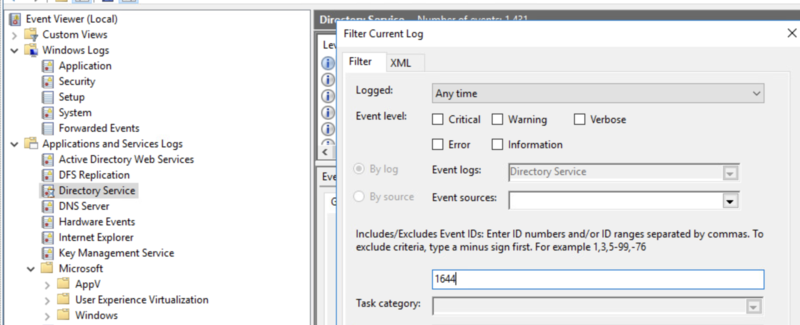 Event Viewer (Local)
Custom Views
Windows Logs
Application
Security
Setup
System
Forwarded Events
Applications and Services Logs
Active Directory Web Services
DFS Replication
Directory Service
DNS Server
Hardware Events
Internet Explorer
Key Management Service
Microsoft
AppV
User Experience Virtualization
Windows
Directory Service Number of events: 1,431
Lev
Eve
Filter Current Log
Filter XML
Logged: Any time
Event level: Critical Warning Verbose
Error Information
By log Event logs: Directory Service
By source Event sources:
Includes/Excludes Event IDs: Enter ID numbers and/or ID ranges separated by commas. To
exclude criteria, type a minus sign first. For example 1,3,5-99,-76
1644
Task category: